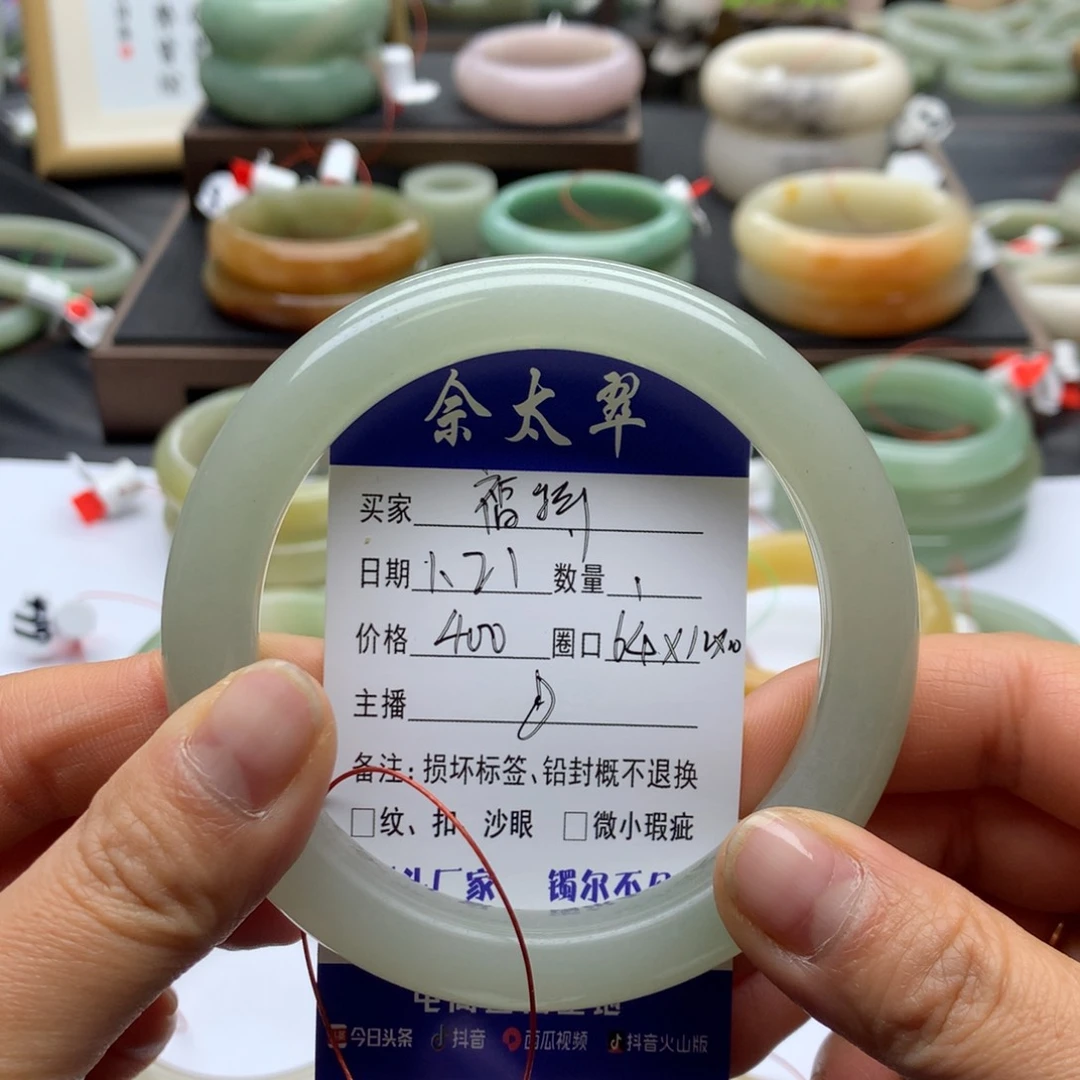 佘太翠
买家
日期 1.21 数量 1
价格 400 圈口 64X12X10
主播
备注：损坏标签、铅封概不退换
□纹、扣、沙眼 □微小瑕疵
厂家 镯尔不凡
今日头条 抖音 西瓜视频 抖音火山版